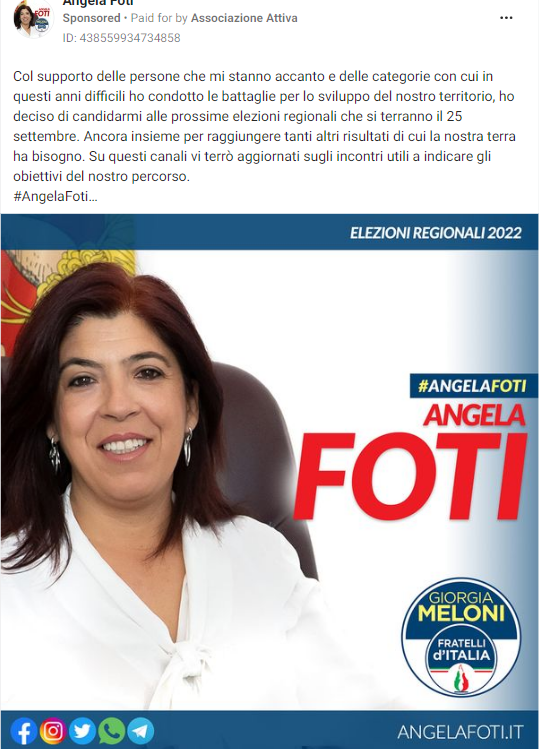 Angela Foti
Sponsored • Paid for by Associazione Attiva
ID: 438559934734858
Col supporto delle persone che mi stanno accanto e delle categorie con cui in
questi anni difficili ho condotto le battaglie per lo sviluppo del nostro territorio, ho
deciso di candidarmi alle prossime elezioni regionali che si terranno il 25
settembre. Ancora insieme per raggiungere tanti altri risultati di cui la nostra terra
ha bisogno. Su questi canali vi terrò aggiornati sugli incontri utili a indicare gli
obiettivi del nostro percorso.
#AngelaFoti...
ELEZIONI REGIONALI 2022
#ANGELAFOTI
ANGELA
FOTI
GIORGIA
MELONI
FRATELLI
d'ITALIA
ANGELAFOTI.IT